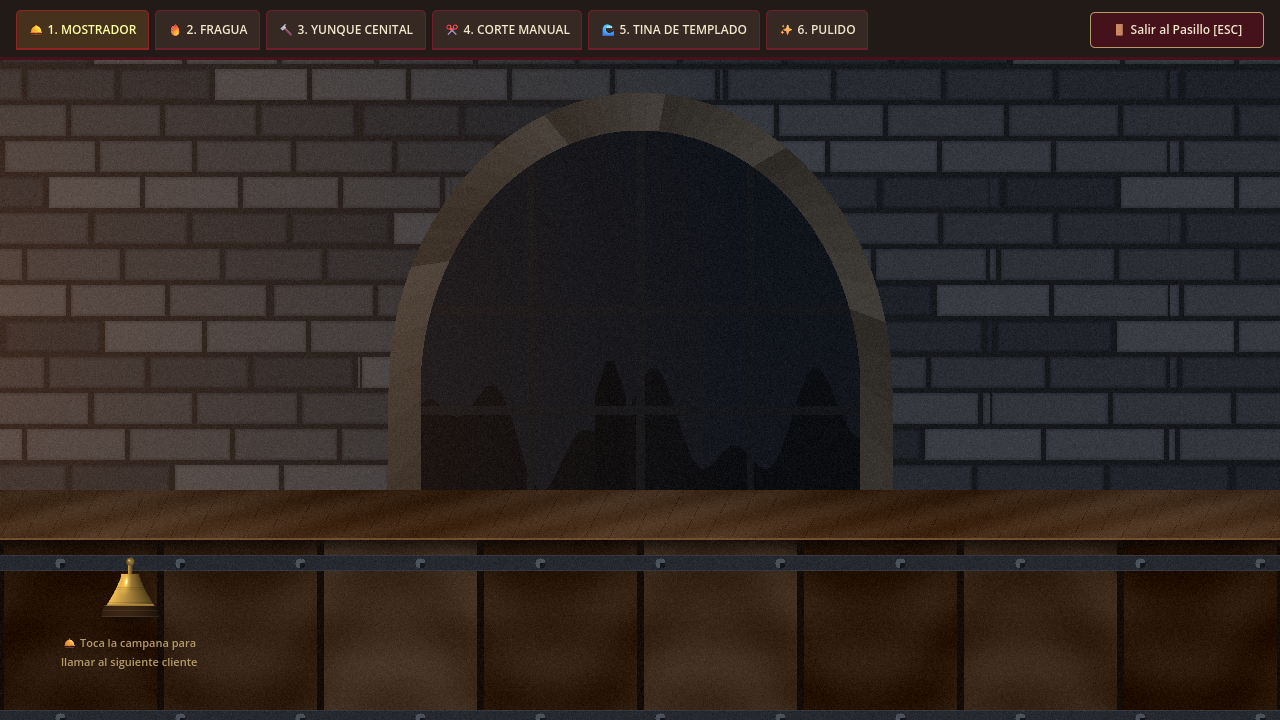 1. MOSTRADOR
2. FRAGUA
3. YUNQUE CENITAL
4. CORTE MANUAL
5. TINA DE TEMPLADO
6. PULIDO
Salir al Pasillo [ESC]
Toca la campana para
llamar al siguiente cliente